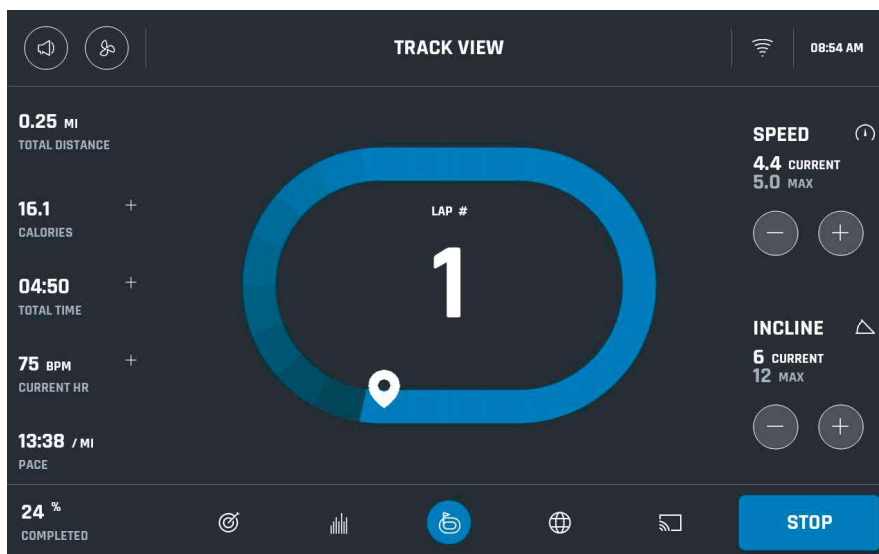 TRACK VIEW
08:54 AM
0.25 MI
TOTAL DISTANCE
16.1 +
CALORIES
04:50 +
TOTAL TIME
75 BPM +
CURRENT HR
13:38 / MI
PACE
24 %
COMPLETED
LAP #
1
SPEED
4.4 CURRENT
5.0 MAX
INCLINE
6 CURRENT
12 MAX
STOP